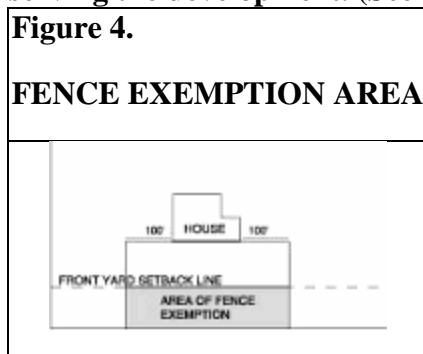 Figure 4.
FENCE EXEMPTION AREA
100' HOUSE 100'
FRONT YARD SETBACK LINE
AREA OF FENCE
EXEMPTION